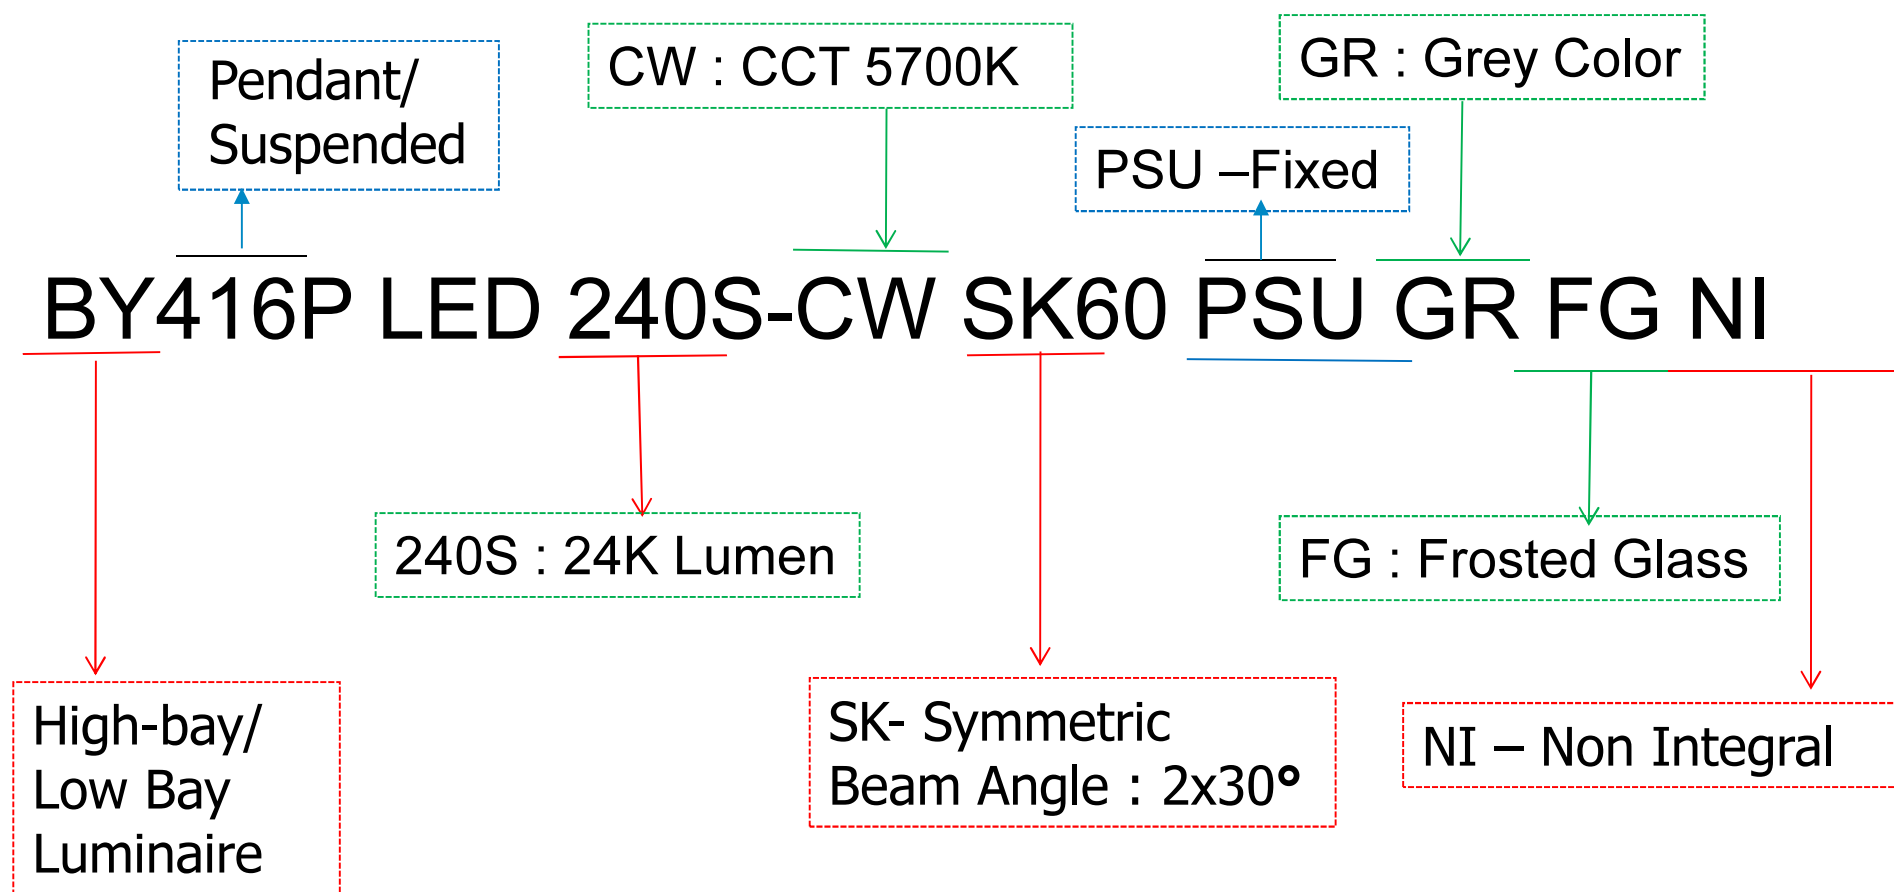 Pendant/
Suspended
CW : CCT 5700K
GR : Grey Color
PSU –Fixed
BY416P LED 240S-CW SK60 PSU GR FG NI
240S : 24K Lumen
FG : Frosted Glass
High-bay/
Low Bay
Luminaire
SK- Symmetric
Beam Angle : 2x30°
NI – Non Integral